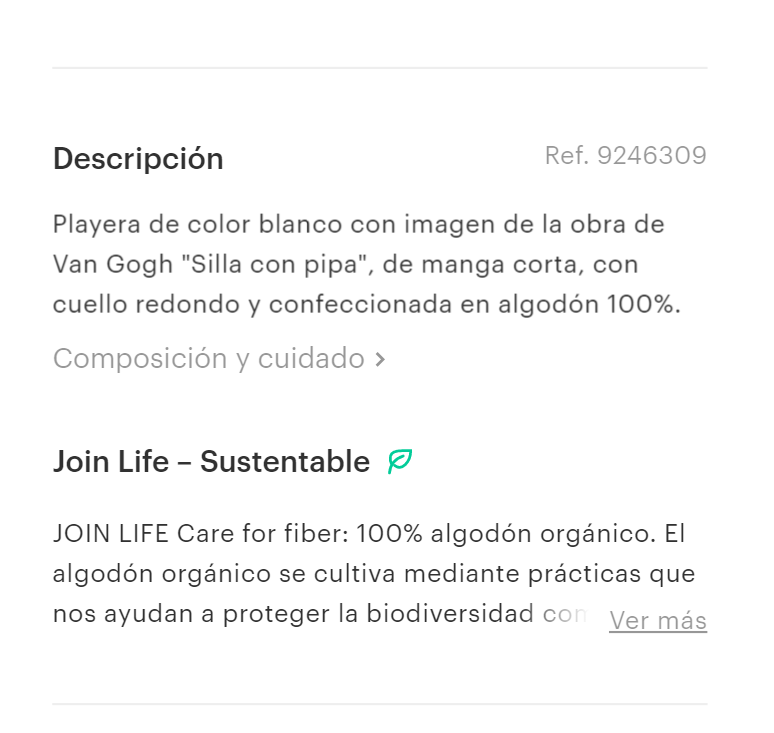 Descripción
Ref. 9246309
Playera de color blanco con imagen de la obra de
Van Gogh "Silla con pipa", de manga corta, con
cuello redondo y confeccionada en algodón 100%.
Composición y cuidado >
Join Life – Sustentable
JOIN LIFE Care for fiber: 100% algodón orgánico. El
algodón orgánico se cultiva mediante prácticas que
nos ayudan a proteger la biodiversidad con
Ver más